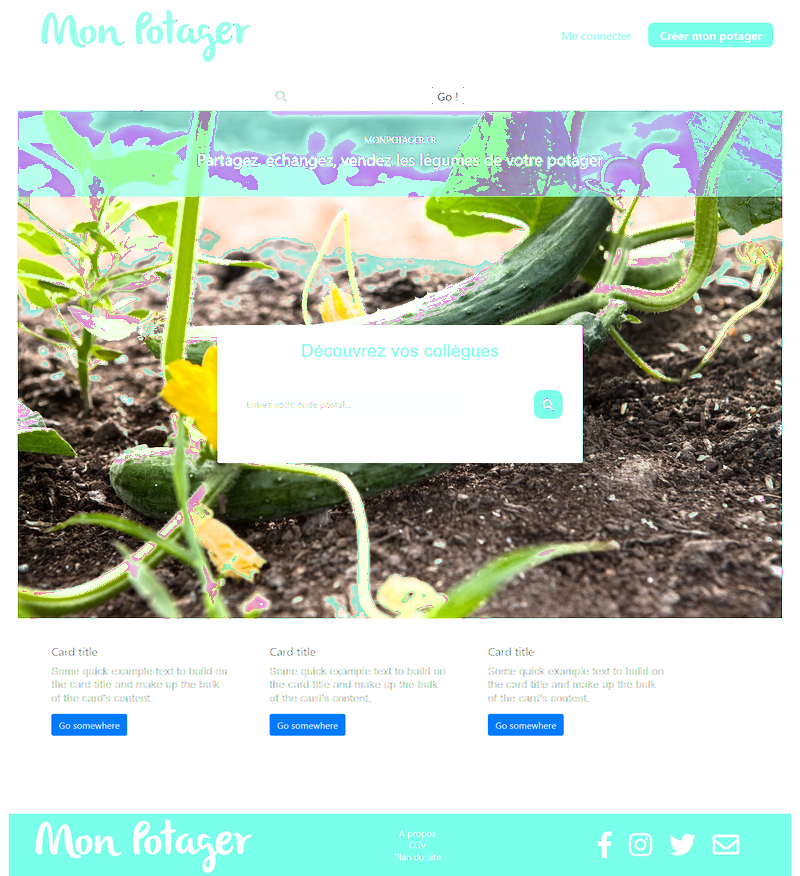 Mon Potager
Me connecter
Créer mon potager
Go !
MONPOTAGER.FR
Partagez, échangez, vendez les légumes de votre potager
Découvrez vos collègues
Entrez votre code postal...
Card title
Some quick example text to build on
the card title and make up the bulk
of the card's content.
Go somewhere
Card title
Some quick example text to build on
the card title and make up the bulk
of the card's content.
Go somewhere
Card title
Some quick example text to build on
the card title and make up the bulk
of the card's content.
Go somewhere
Mon Potager
A propos
CGV
Plan du site